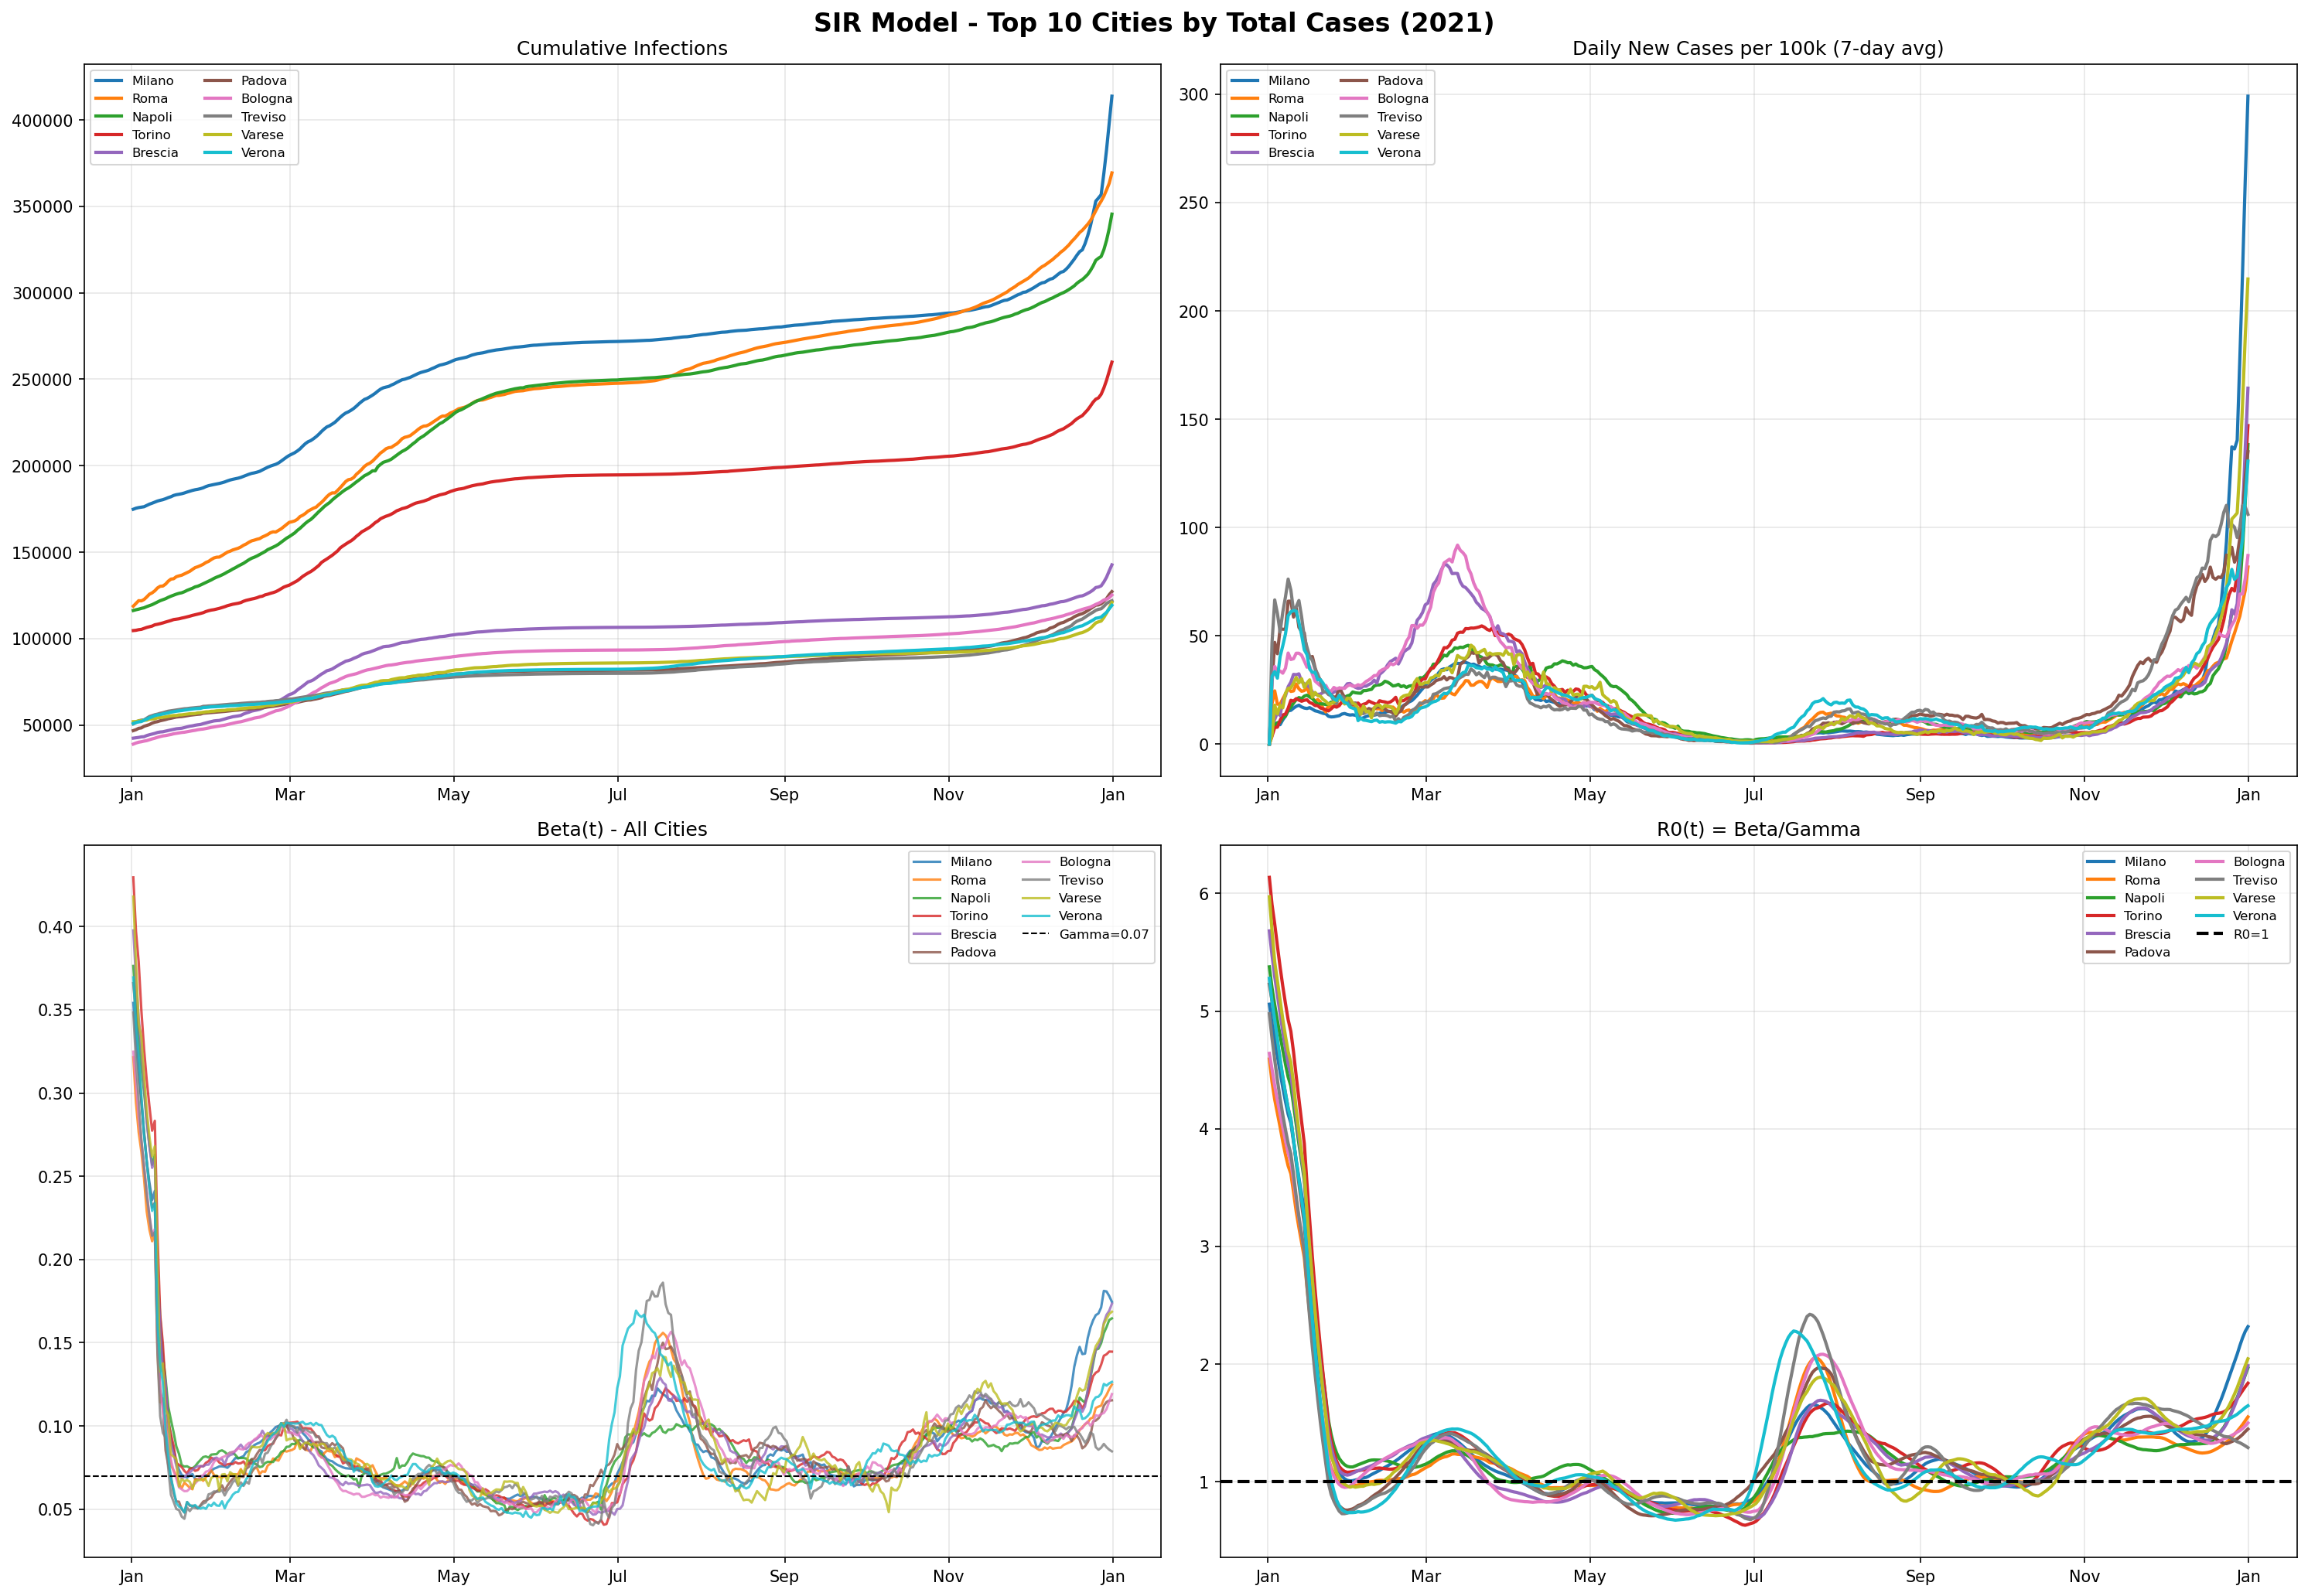 SIR Model - Top 10 Cities by Total Cases (2021)
Cumulative Infections
Milano Padova
Roma Bologna
Napoli Treviso
Torino Varese
Brescia Verona
400000
350000
300000
250000
200000
150000
100000
50000
Jan Mar May Jul Sep Nov Jan
Daily New Cases per 100k (7-day avg)
Milano Padova
Roma Bologna
Napoli Treviso
Torino Varese
Brescia Verona
300
250
200
150
100
50
0
Jan Mar May Jul Sep Nov Jan
Beta(t) - All Cities
Milano Bologna
Roma Treviso
Napoli Varese
Torino Verona
Brescia Gamma=0.07
Padova
0.40
0.35
0.30
0.25
0.20
0.15
0.10
0.05
Jan Mar May Jul Sep Nov Jan
R0(t) = Beta/Gamma
Milano Bologna
Roma Treviso
Napoli Varese
Torino Verona
Brescia R0=1
Padova
6
5
4
3
2
1
Jan Mar May Jul Sep Nov Jan